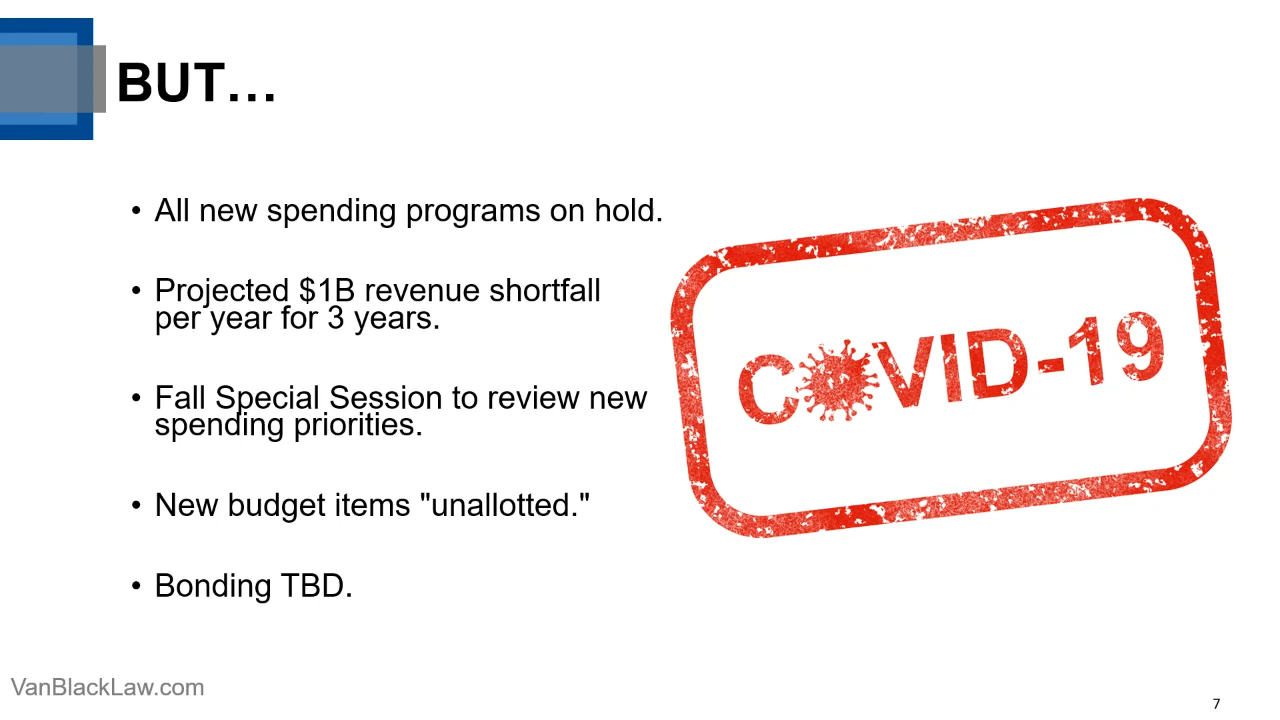 BUT…
• All new spending programs on hold.
• Projected $1B revenue shortfall
per year for 3 years.
• Fall Special Session to review new
spending priorities.
• New budget items "unallotted."
• Bonding TBD.
COVID-19
VanBlackLaw.com
7